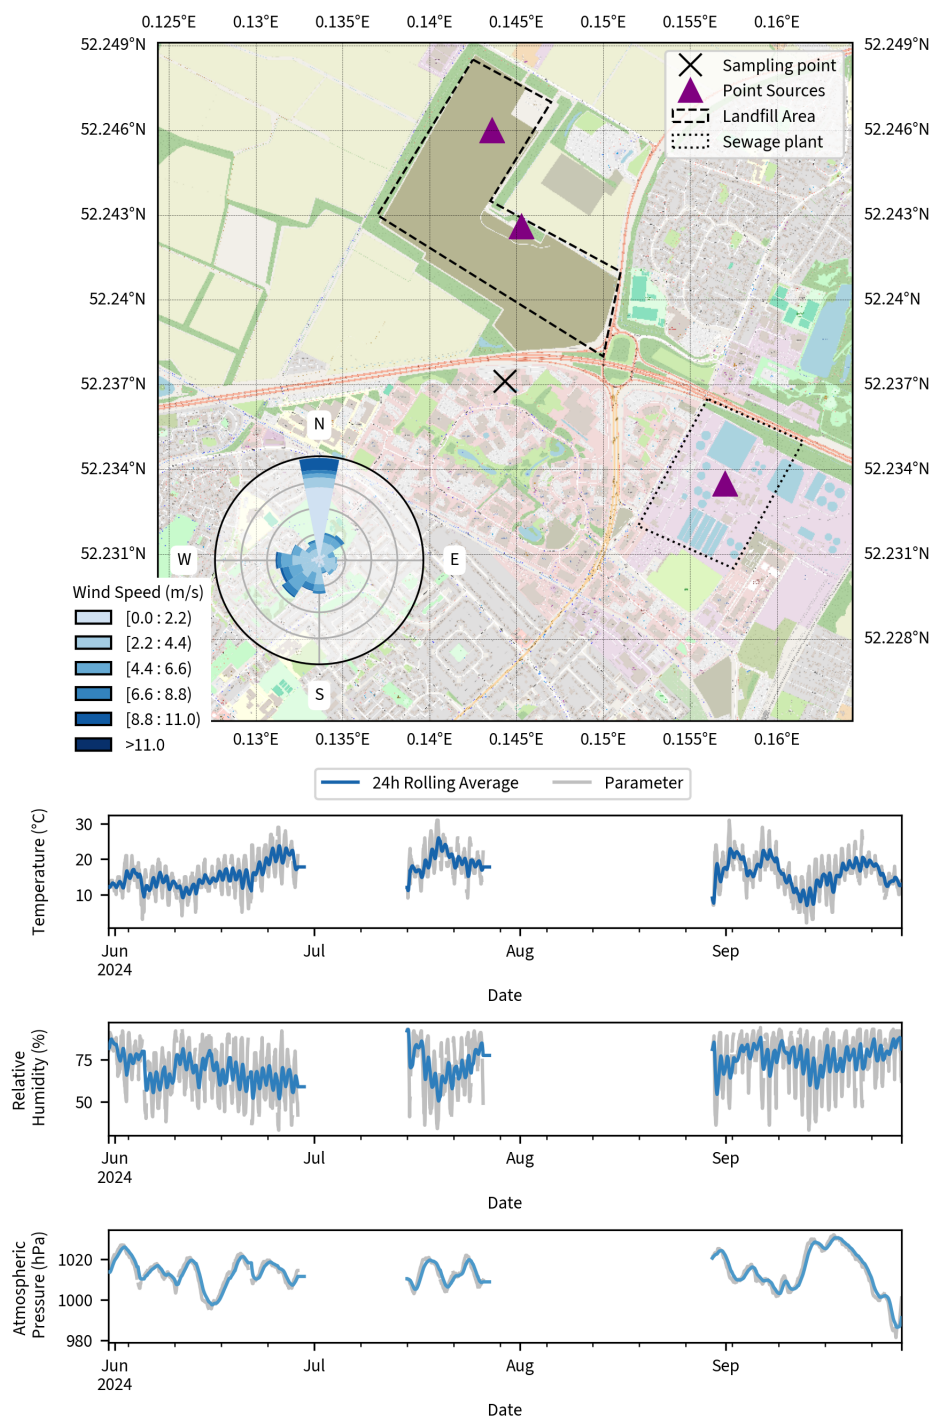 0.125°E 0.13°E 0.135°E 0.14°E 0.145°E 0.15°E 0.155°E 0.16°E
52.249°N 52.249°N
Sampling point
Point Sources
Landfill Area
Sewage plant
52.246°N 52.246°N
52.243°N 52.243°N
52.24°N 52.24°N
52.237°N 52.237°N
N
52.234°N 52.234°N
W E
52.231°N
52.228°N
S
Wind Speed (m/s)
[0.0 : 2.2)
[2.2 : 4.4)
[4.4 : 6.6)
[6.6 : 8.8)
[8.8 : 11.0)
>11.0
0.13°E 0.135°E 0.14°E 0.145°E 0.15°E 0.155°E 0.16°E
24h Rolling Average Parameter
Temperature (°C)
30
20
10
Jun Jul Aug Sep
2024
Date
Relative
Humidity (%)
75
50
Jun Jul Aug Sep
2024
Date
Atmospheric
Pressure (hPa)
1020
1000
980
Jun Jul Aug Sep
2024
Date